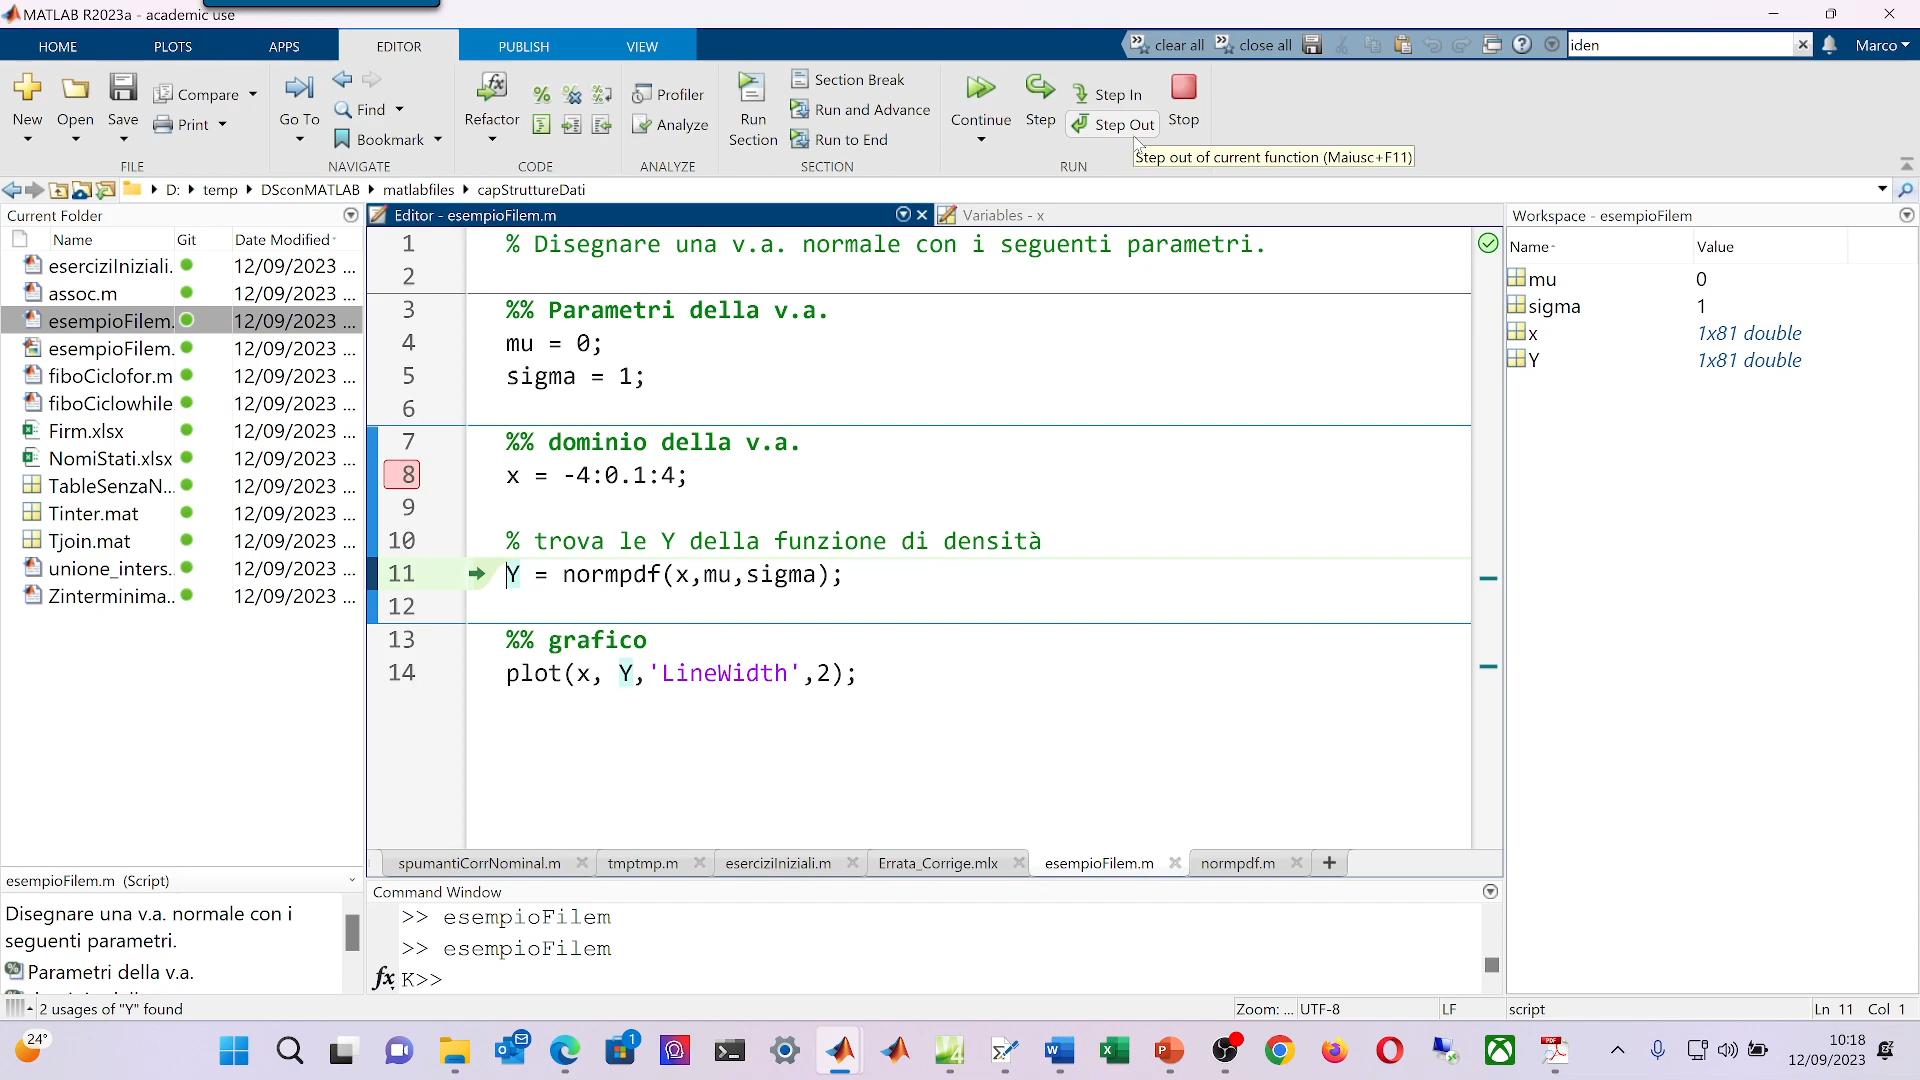 MATLAB R2023a - academic use
HOME PLOTS APPS EDITOR PUBLISH VIEW clear all close all iden Marco
New Open Save Compare Print Go To Find Bookmark Refactor Profiler Analyze Run Section Section Break Run and Advance Run to End Continue Step Step In Step Out Stop
FILE NAVIGATE CODE ANALYZE SECTION RUN
Step out of current function (Maiusc+F11)
D: temp DSconMATLAB matlabfiles capStruttureDati
Current Folder
Name Git Date Modified
eserciziIniziali. 12/09/2023 ...
assoc.m 12/09/2023 ...
esempioFilem. 12/09/2023 ...
esempioFilem. 12/09/2023 ...
fiboCiclofor.m 12/09/2023 ...
fiboCiclowhile 12/09/2023 ...
Firm.xlsx 12/09/2023 ...
NomiStati.xlsx 12/09/2023 ...
TableSenzaN... 12/09/2023 ...
Tinter.mat 12/09/2023 ...
Tjoin.mat 12/09/2023 ...
unione_inters.. 12/09/2023 ...
Zinterminima.. 12/09/2023 ...
esempioFilem.m (Script)
Disegnare una v.a. normale con i
seguenti parametri.
Parametri della v.a.
Editor - esempioFilem.m
Variables - x
1 % Disegnare una v.a. normale con i seguenti parametri.
2
3 %% Parametri della v.a.
4 mu = 0;
5 sigma = 1;
6
7 %% dominio della v.a.
8 x = -4:0.1:4;
9
10 % trova le Y della funzione di densità
11 Y = normpdf(x,mu,sigma);
12
13 %% grafico
14 plot(x, Y,'LineWidth',2);
spumantiCorrNominal.m tmptmp.m eserciziIniziali.m Errata_Corrige.mlx esempioFilem.m normpdf.m +
Command Window
>> esempioFilem
>> esempioFilem
fx K>>
Workspace - esempioFilem
Name Value
mu 0
sigma 1
x 1x81 double
Y 1x81 double
2 usages of "Y" found
Zoom: ... UTF-8 LF script Ln 11 Col 1
24°
1
10:18
12/09/2023